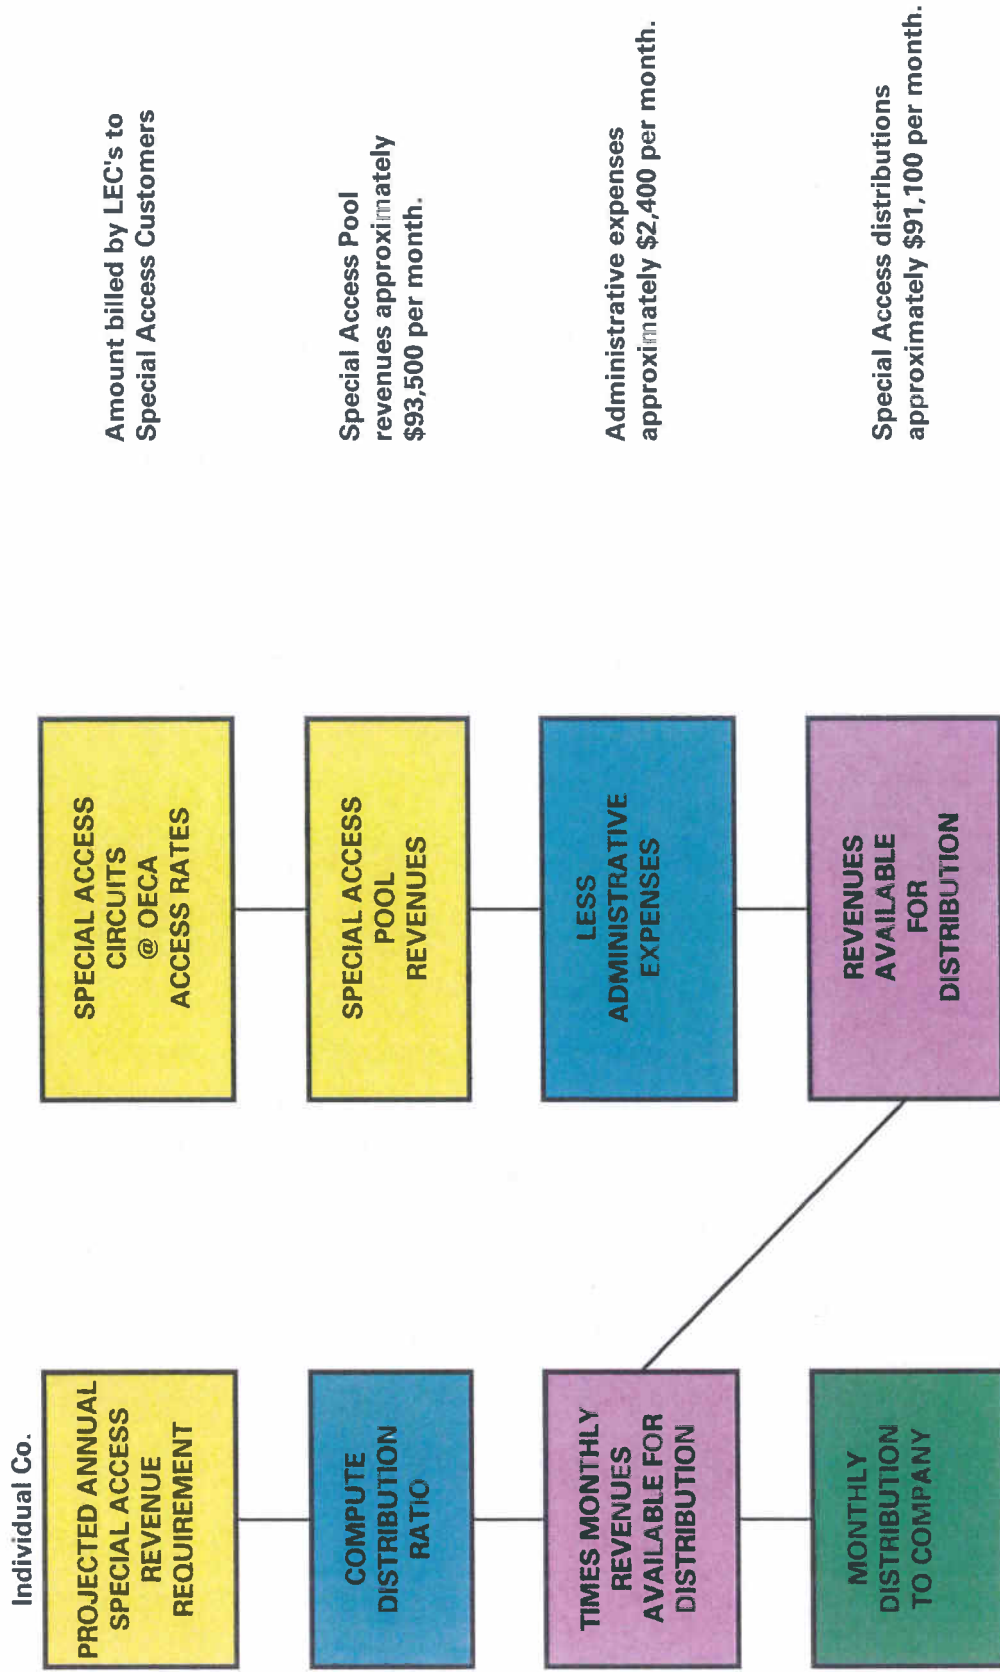 Individual Co.
PROJECTED ANNUAL
SPECIAL ACCESS
REVENUE
REQUIREMENT
COMPUTE
DISTRIBUTION
RATIO
TIMES MONTHLY
REVENUES
AVAILABLE FOR
DISTRIBUTION
MONTHLY
DISTRIBUTION
TO COMPANY
SPECIAL ACCESS
CIRCUITS
@ OECA
ACCESS RATES
SPECIAL ACCESS
POOL
REVENUES
LESS
ADMINISTRATIVE
EXPENSES
REVENUES
AVAILABLE
FOR
DISTRIBUTION
Amount billed by LEC's to
Special Access Customers
Special Access Pool
revenues approximately
$93,500 per month.
Administrative expenses
approximately $2,400 per month.
Special Access distributions
approximately $91,100 per month.